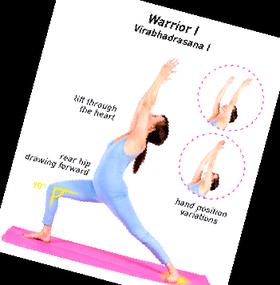 Warrior I
Virabhadrasana I
lift through
the heart
rear hip
drawing forward
90°
hand position
variations